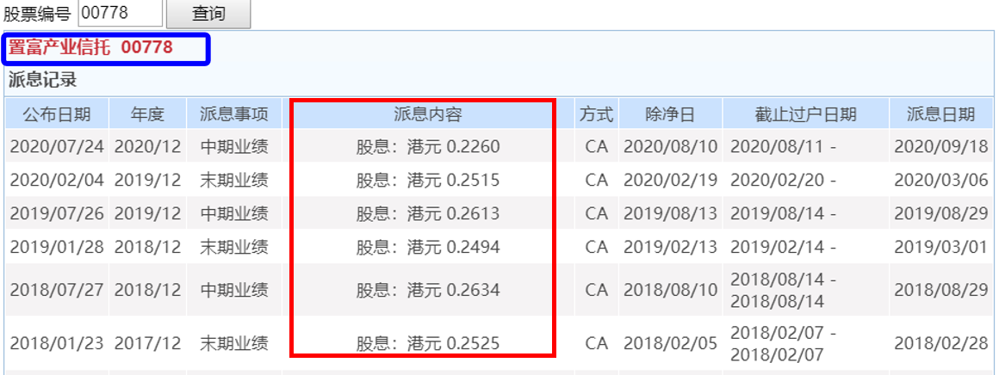 股票编号 00778 查询
置富产业信托 00778
派息记录
公布日期 年度 派息事项 派息内容 方式 除净日 截止过户日期 派息日期
2020/07/24 2020/12 中期业绩 股息：港元 0.2260 CA 2020/08/10 2020/08/11 - 2020/09/18
2020/02/04 2019/12 末期业绩 股息：港元 0.2515 CA 2020/02/19 2020/02/20 - 2020/03/06
2019/07/26 2019/12 中期业绩 股息：港元 0.2613 CA 2019/08/13 2019/08/14 - 2019/08/29
2019/01/28 2018/12 末期业绩 股息：港元 0.2494 CA 2019/02/13 2019/02/14 - 2019/03/01
2018/07/27 2018/12 中期业绩 股息：港元 0.2634 CA 2018/08/10 2018/08/14 - 2018/08/29
2018/08/14
2018/01/23 2017/12 末期业绩 股息：港元 0.2525 CA 2018/02/05 2018/02/07 - 2018/02/28
2018/02/07